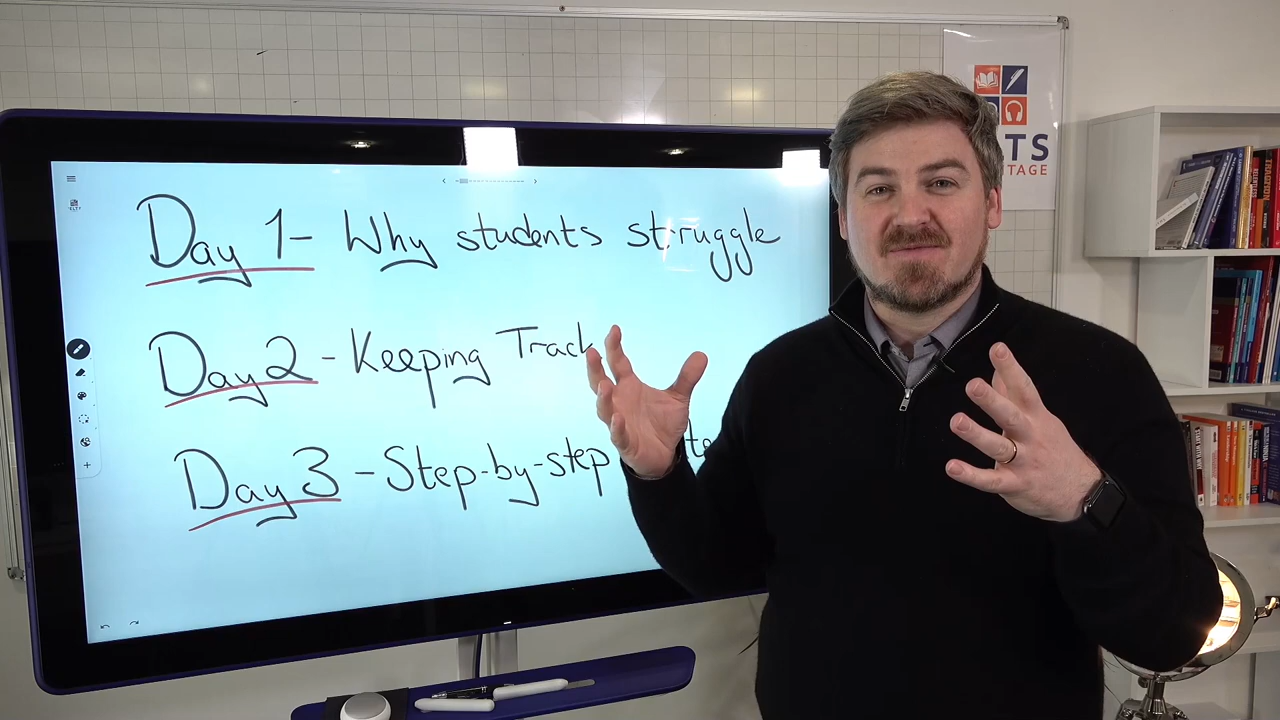 Day 1- Why students struggle
Day 2 - Keeping Track
Day 3 - Step-by-step
TS
TAGE